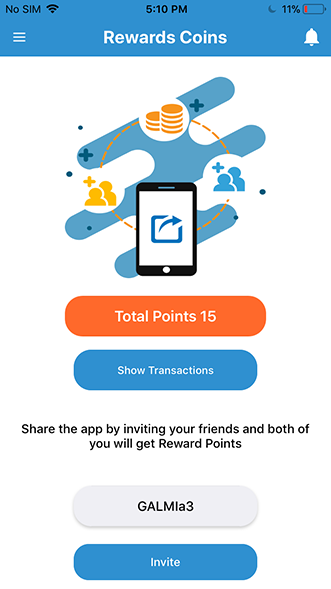 No SIM 5:10 PM 11%
Rewards Coins
Total Points 15
Show Transactions
Share the app by inviting your friends and both of
you will get Reward Points
GALMIa3
Invite